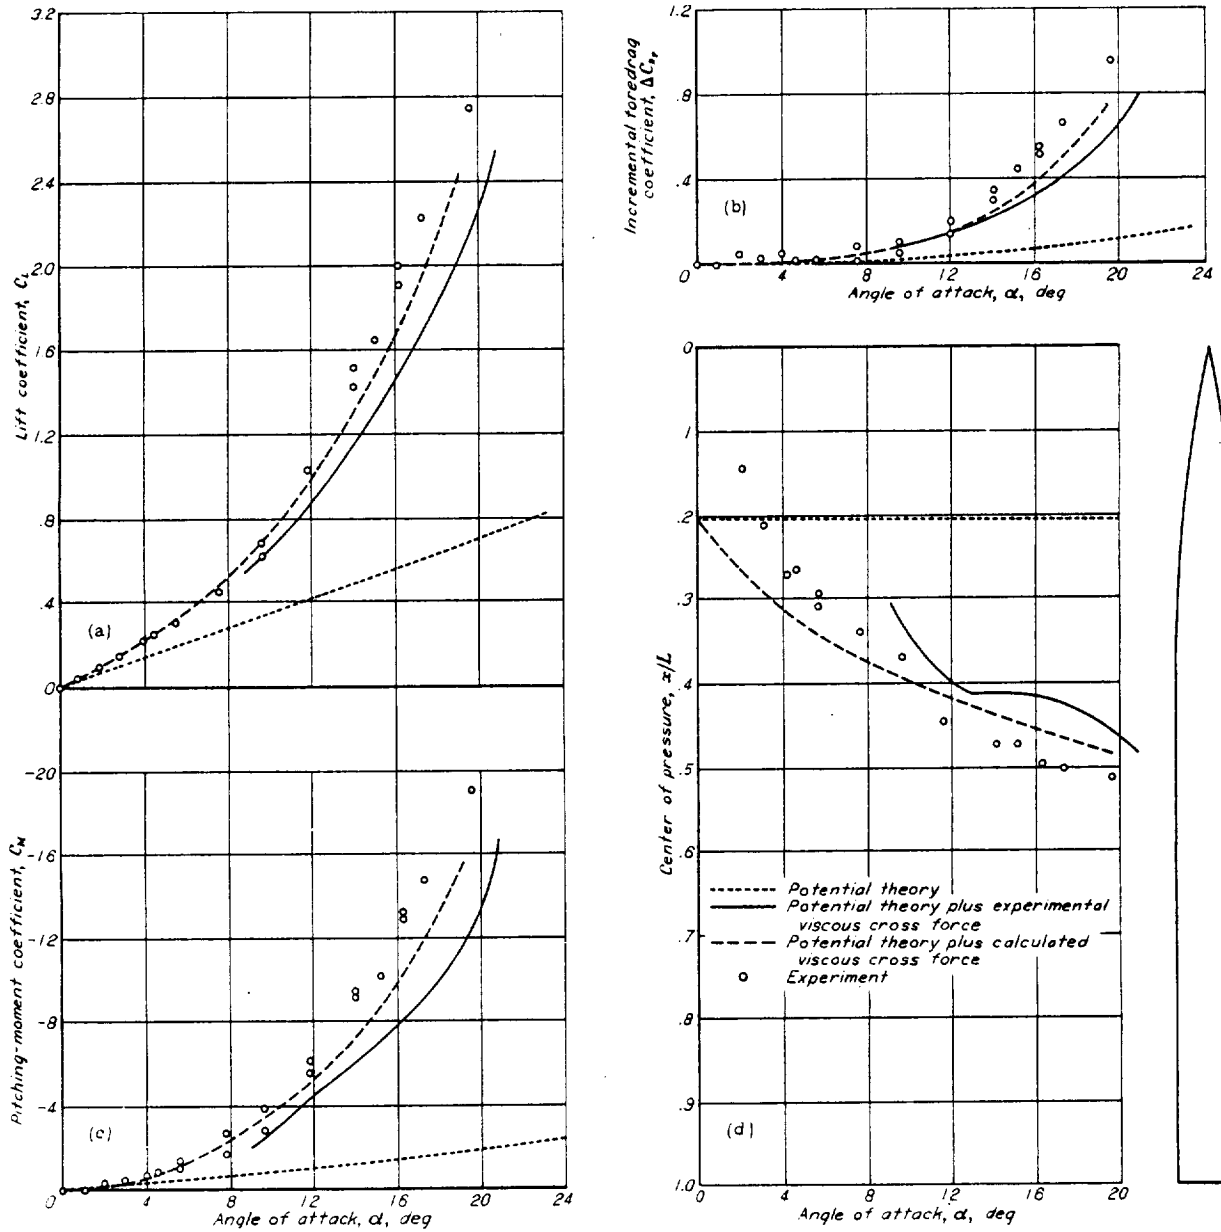 3.2
2.8
2.4
2.0
1.6
1.2
.8
.4
0
Lift coefficient, C_L
(a)
-20
-16
-12
-8
-4
0
4
8
12
16
20
24
Pitching-moment coefficient, C_M
(c)
Angle of attack, α, deg
1.2
.8
.4
0
4
8
12
16
20
24
Incremental foredrag
coefficient, ΔC_DF
(b)
Angle of attack, α, deg
0
.1
.2
.3
.4
.5
.6
.7
.8
.9
1.0
Center of pressure, x/L
Potential theory
Potential theory plus experimental
viscous cross force
Potential theory plus calculated
viscous cross force
Experiment
(d)
0
4
8
12
16
20
Angle of attack, α, deg